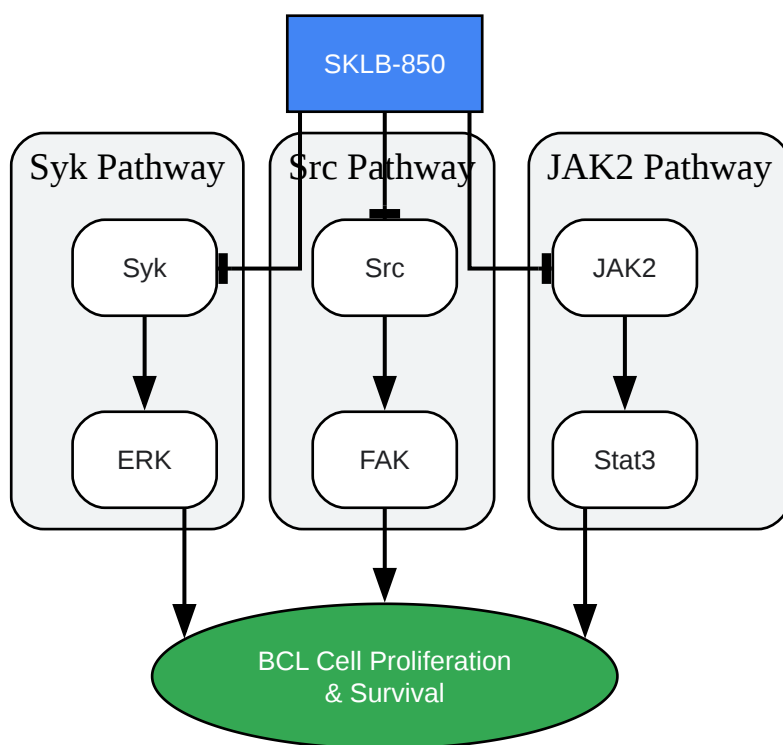 SKLB-850
Syk Pathway
Src Pathway
JAK2 Pathway
Syk
Src
JAK2
ERK
FAK
Stat3
BCL Cell Proliferation
& Survival